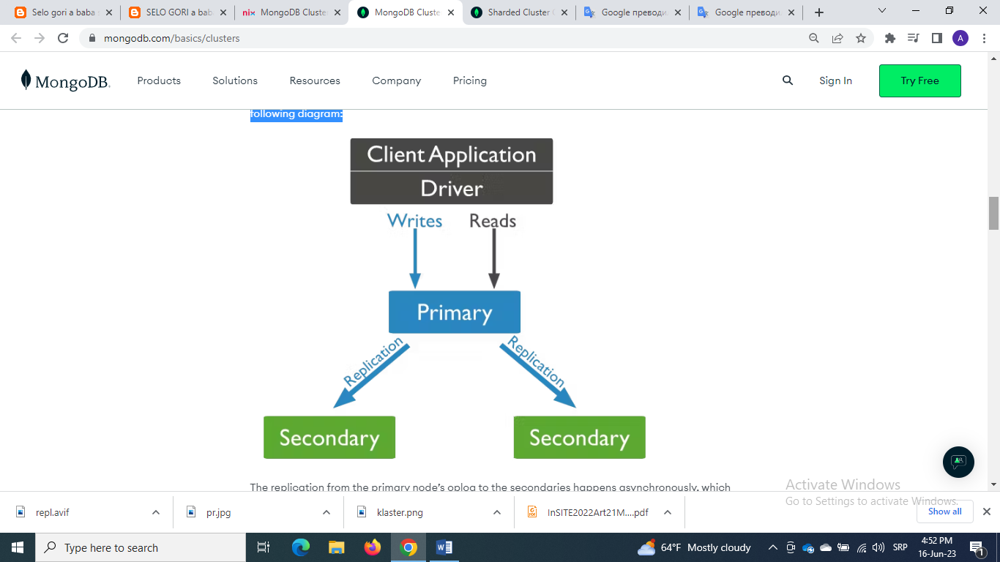 Selo gori a baba
SELO GORI a bab
nix MongoDB Cluste
MongoDB Cluste
Sharded Cluster
Google преводи
Google преводи
mongodb.com/basics/clusters
A
MongoDB.
Products Solutions Resources Company Pricing
Sign In
Try Free
following diagram:
Client Application
Driver
Writes Reads
Primary
Replication
Replication
Secondary Secondary
The replication from the primary node's oplog to the secondaries happens asynchronously, which
Activate Windows
Go to Settings to activate Windows.
repl.avif
pr.jpg
klaster.png
InSITE2022Art21M....pdf
Show all
Type here to search
64°F Mostly cloudy
SRP
4:52 PM
16-Jun-23
1